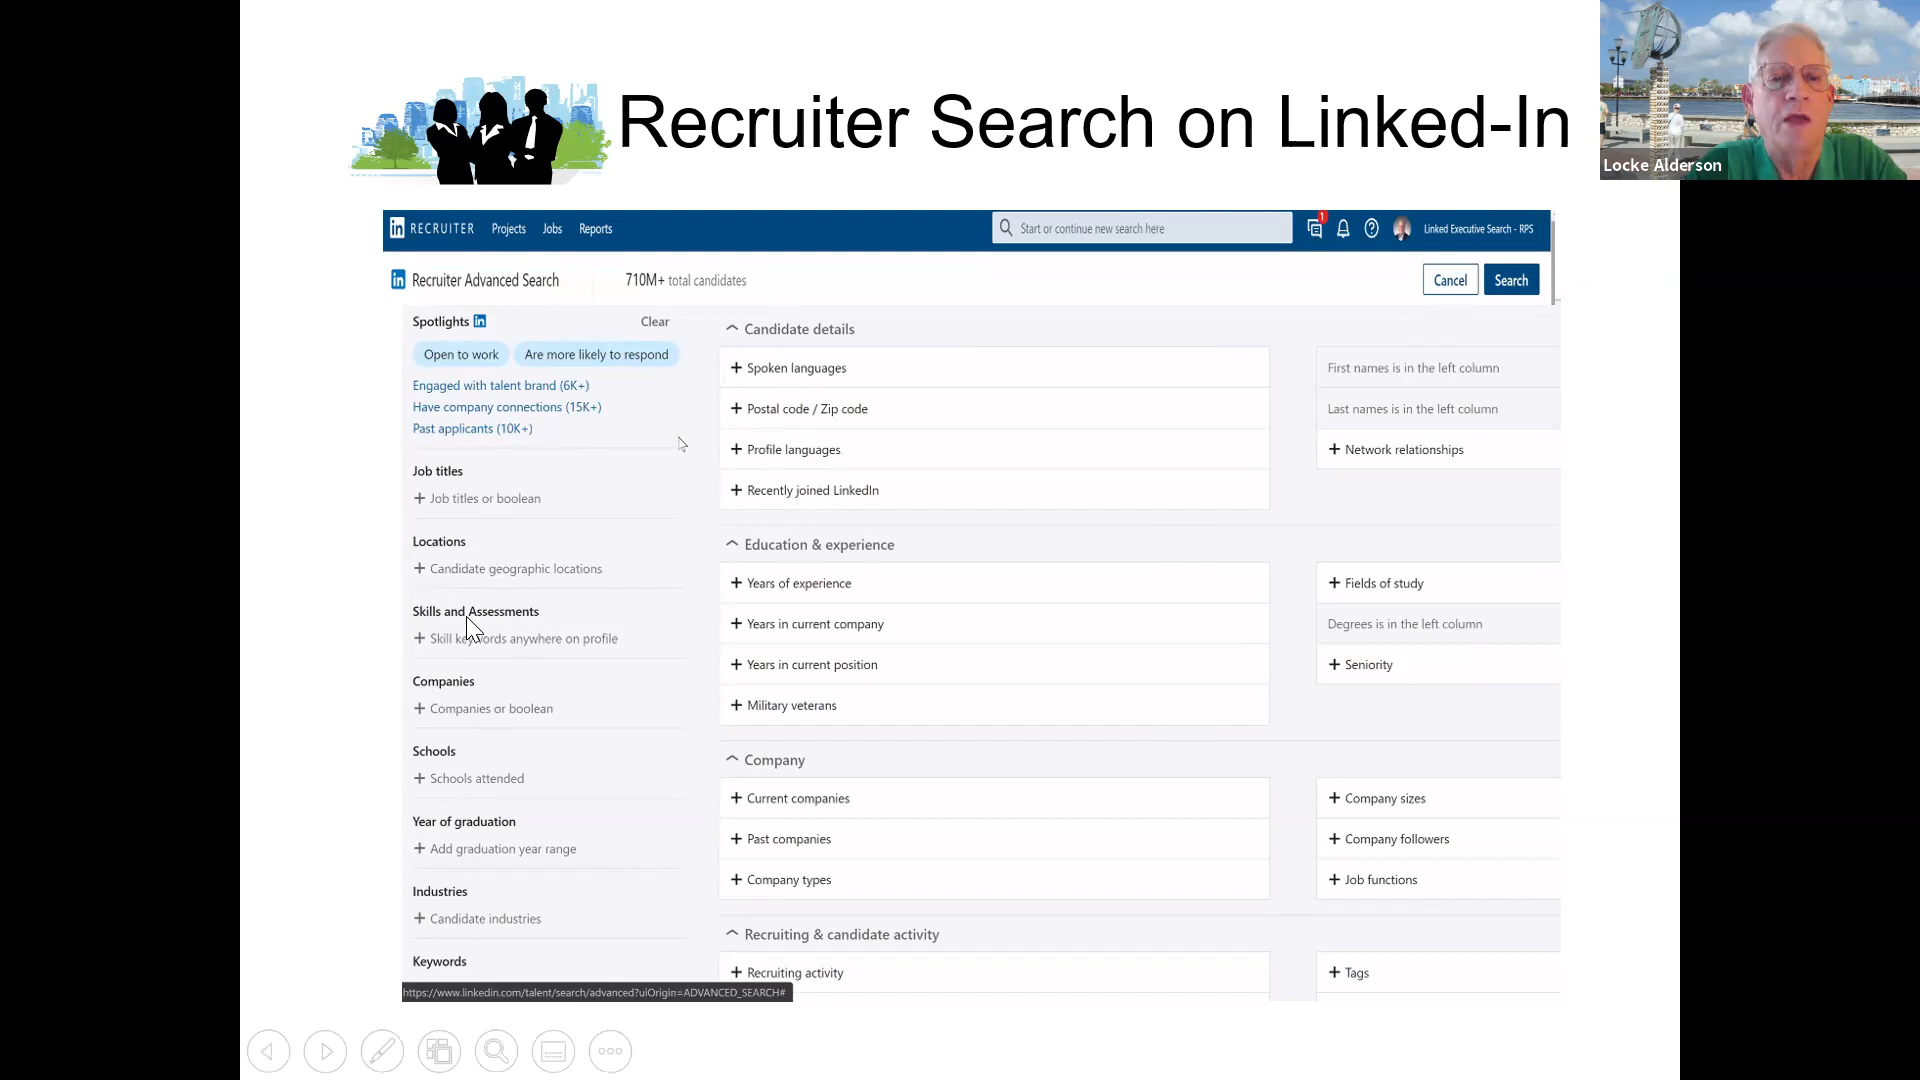 Recruiter Search on Linked-In
Locke Alderson
in RECRUITER Projects Jobs Reports
Start or continue new search here
1
Linked Executive Search - RPS
in Recruiter Advanced Search
710M+ total candidates
Cancel
Search
Spotlights in
Clear
Open to work
Are more likely to respond
Engaged with talent brand (6K+)
Have company connections (15K+)
Past applicants (10K+)
Job titles
+ Job titles or boolean
Locations
+ Candidate geographic locations
Skills and Assessments
+ Skill keywords anywhere on profile
Companies
+ Companies or boolean
Schools
+ Schools attended
Year of graduation
+ Add graduation year range
Industries
+ Candidate industries
Keywords
https://www.linkedin.com/talent/search/advanced?uiOrigin=ADVANCED_SEARCH#
Candidate details
+ Spoken languages
+ Postal code / Zip code
+ Profile languages
+ Recently joined LinkedIn
First names is in the left column
Last names is in the left column
+ Network relationships
Education & experience
+ Years of experience
+ Years in current company
+ Years in current position
+ Military veterans
+ Fields of study
Degrees is in the left column
+ Seniority
Company
+ Current companies
+ Past companies
+ Company types
+ Company sizes
+ Company followers
+ Job functions
Recruiting & candidate activity
+ Recruiting activity
+ Tags